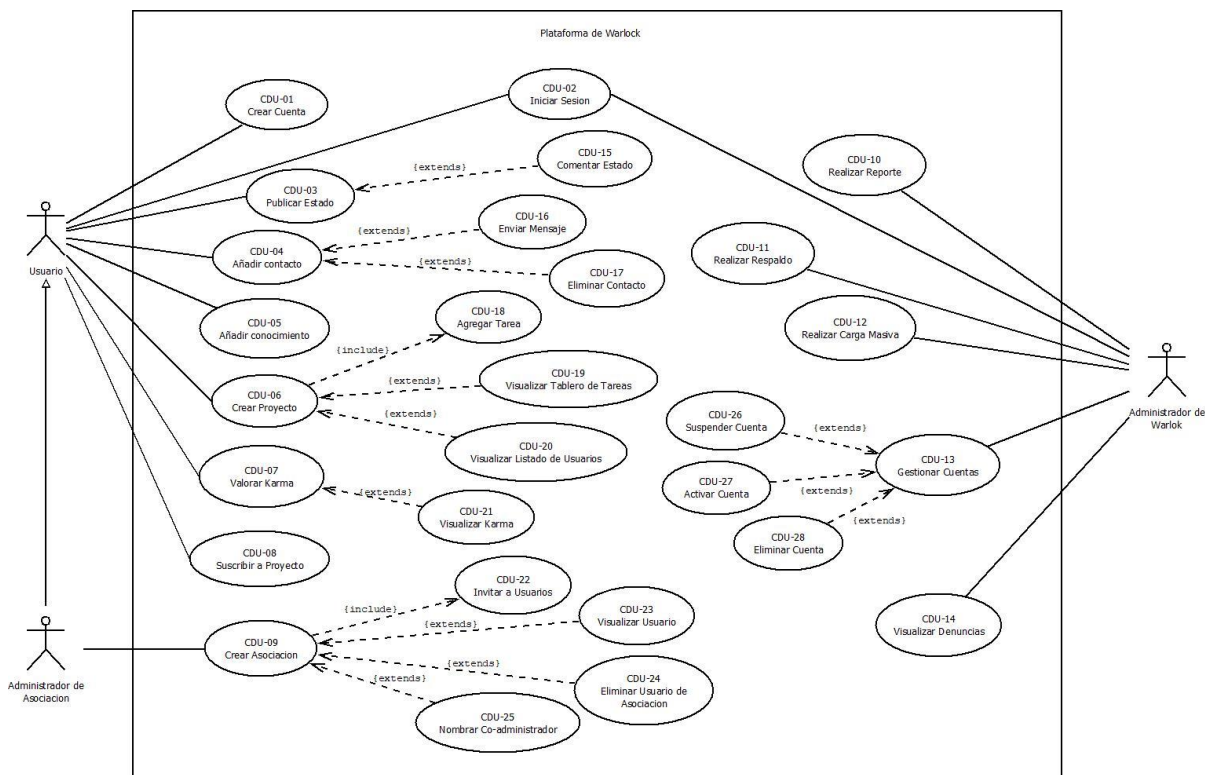 Plataforma de Warlock
CDU-01
Crear Cuenta
CDU-02
Iniciar Sesion
CDU-15
Comentar Estado
{extends}
CDU-03
Publicar Estado
CDU-10
Realizar Reporte
CDU-16
Enviar Mensaje
{extends}
CDU-04
Añadir contacto
{extends}
CDU-17
Eliminar Contacto
CDU-11
Realizar Respaldo
Usuario
CDU-05
Añadir conocimiento
CDU-18
Agregar Tarea
{include}
CDU-12
Realizar Carga Masiva
CDU-19
Visualizar Tablero de Tareas
{extends}
CDU-06
Crear Proyecto
{extends}
CDU-20
Visualizar Listado de Usuarios
Administrador de
Warlok
CDU-26
Suspender Cuenta
{extends}
CDU-13
Gestionar Cuentas
CDU-27
Activar Cuenta
{extends}
{extends}
CDU-28
Eliminar Cuenta
CDU-07
Valorar Karma
{extends}
CDU-21
Visualizar Karma
CDU-08
Suscribir a Proyecto
CDU-22
Invitar a Usuarios
{include}
CDU-23
Visualizar Usuario
{extends}
CDU-14
Visualizar Denuncias
CDU-09
Crear Asociacion
{extends}
CDU-24
Eliminar Usuario de
Asociacion
{extends}
CDU-25
Nombrar Co-administrador
Administrador de
Asociacion